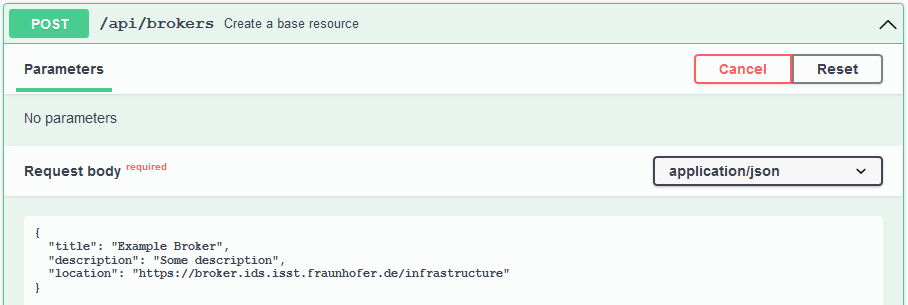 POST /api/brokers Create a base resource
Parameters Cancel Reset
No parameters
Request body required application/json
{
"title": "Example Broker",
"description": "Some description",
"location": "https://broker.ids.isst.fraunhofer.de/infrastructure"
}